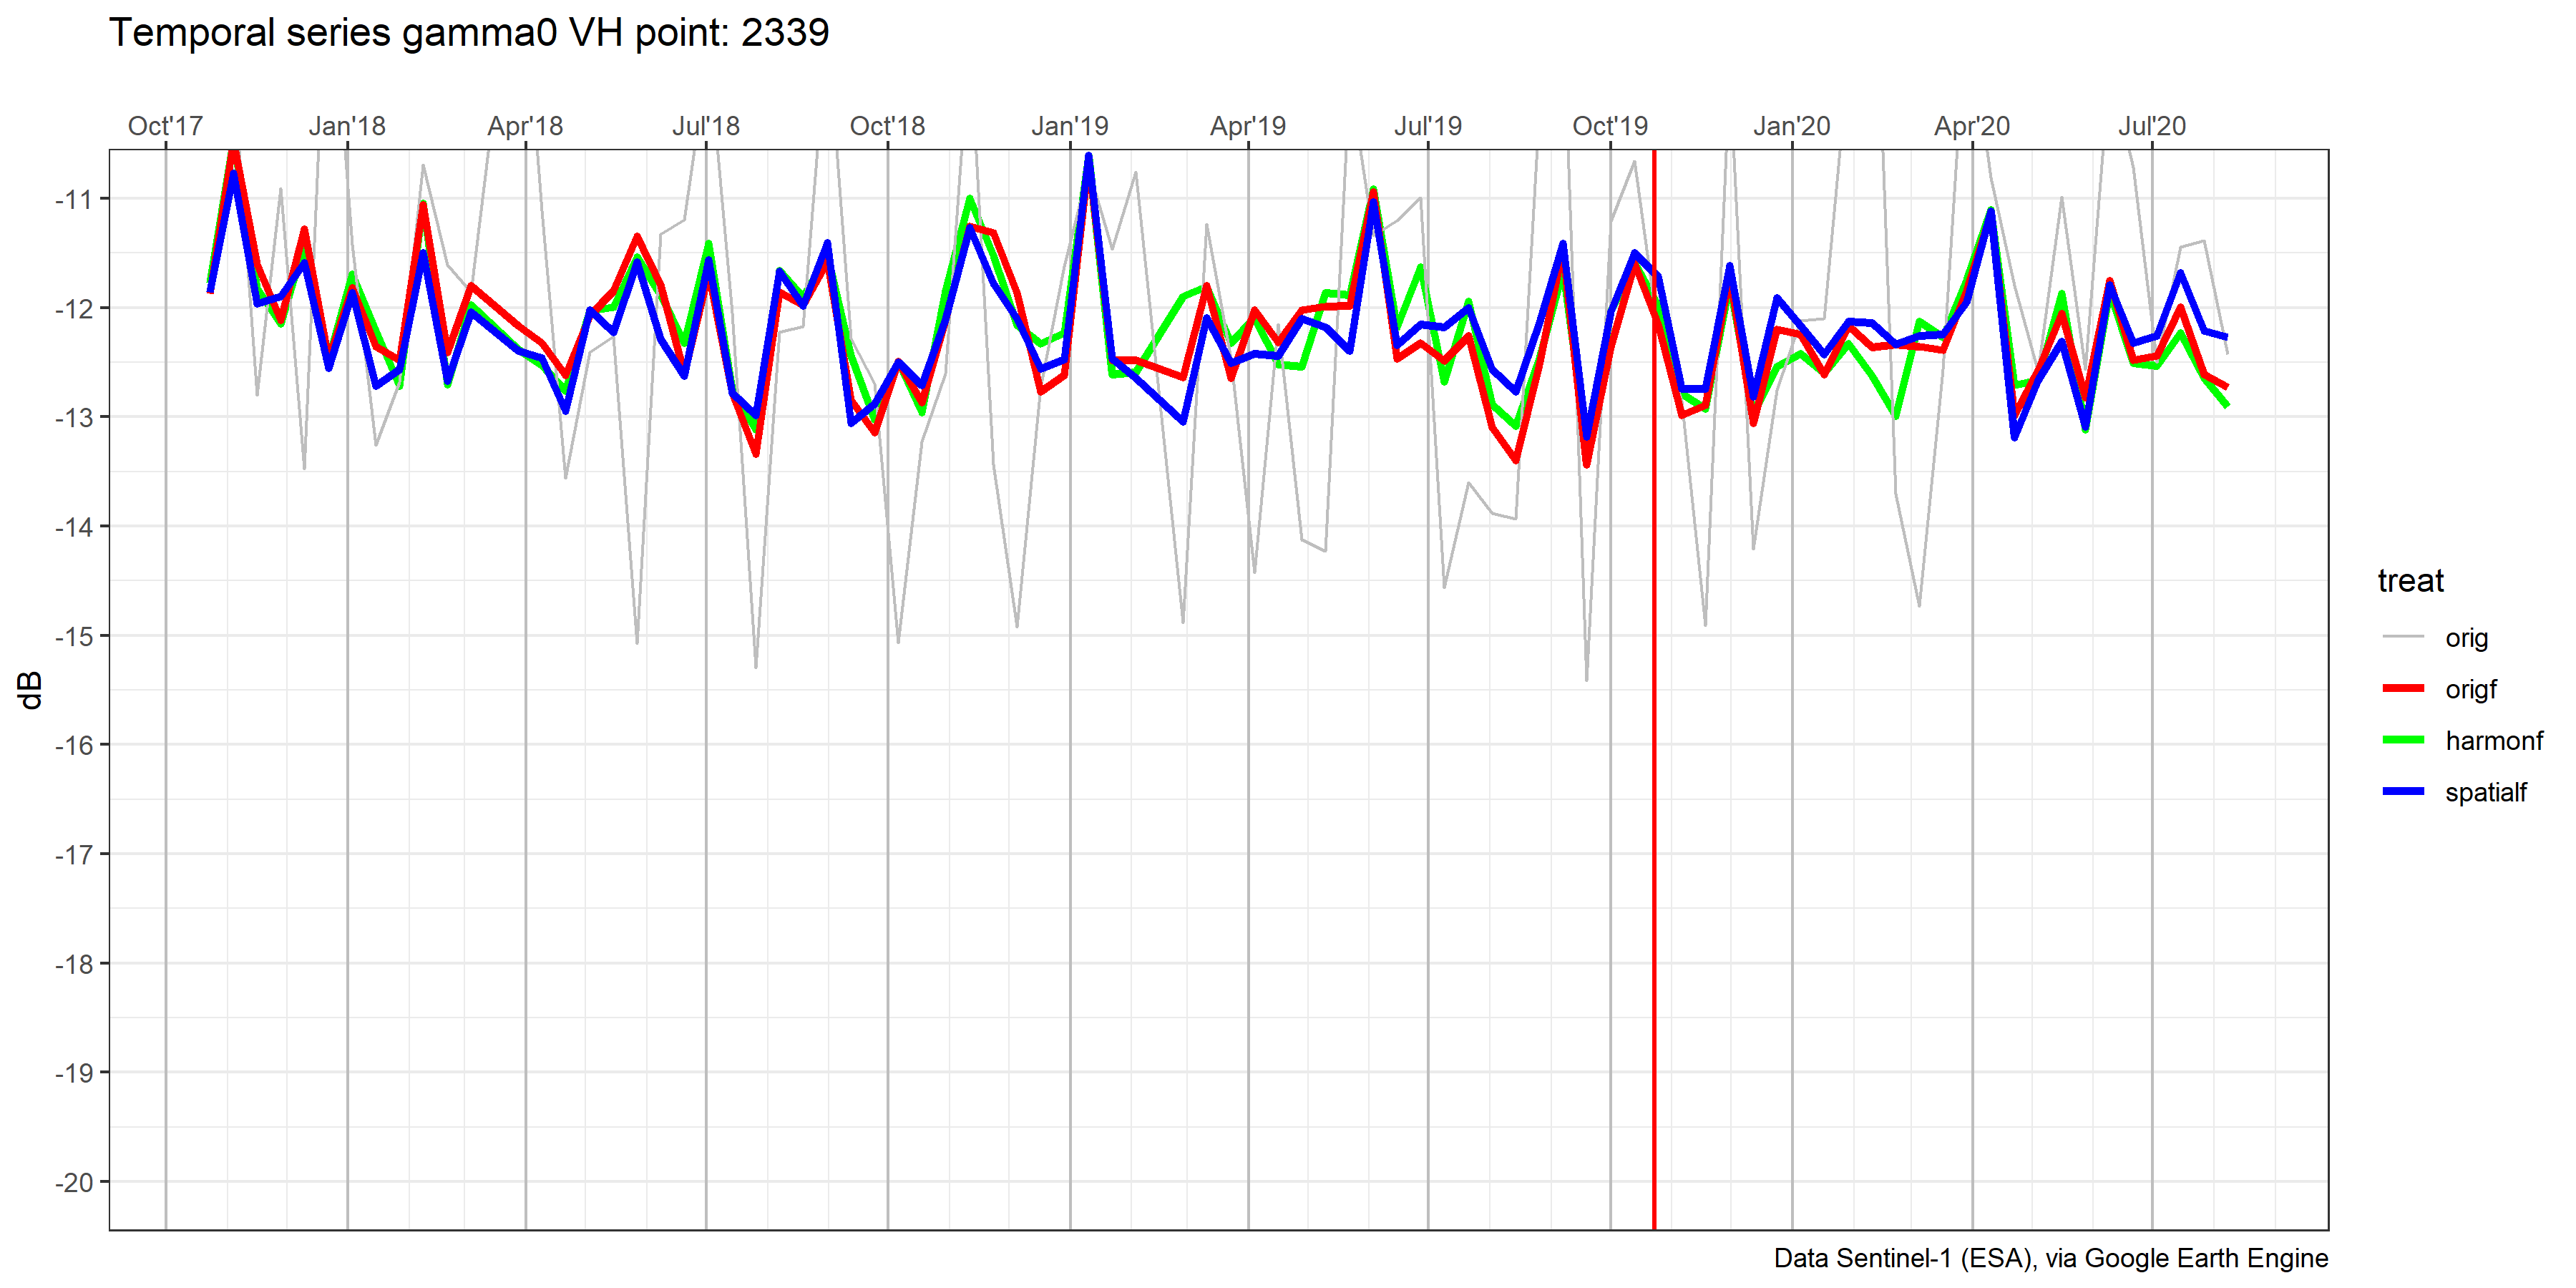 Temporal series gamma0 VH point: 2339
Oct'17 Jan'18 Apr'18 Jul'18 Oct'18 Jan'19 Apr'19 Jul'19 Oct'19 Jan'20 Apr'20 Jul'20
-11
-12
-13
-14
-15
-16
-17
-18
-19
-20
dB
treat
orig
origf
harmonf
spatialf
Data Sentinel-1 (ESA), via Google Earth Engine